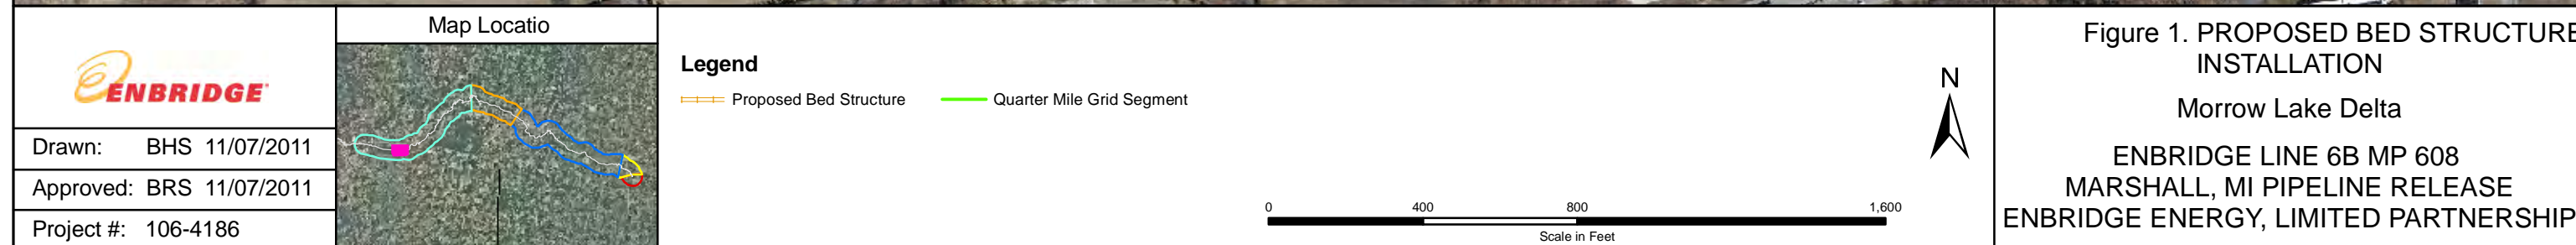 ENBRIDGE
Drawn: BHS 11/07/2011
Approved: BRS 11/07/2011
Project #: 106-4186
Map Locatio
Legend
Proposed Bed Structure
Quarter Mile Grid Segment
0 400 800 1,600
Scale in Feet
N
Figure 1. PROPOSED BED STRUCTURE
INSTALLATION
Morrow Lake Delta
ENBRIDGE LINE 6B MP 608
MARSHALL, MI PIPELINE RELEASE
ENBRIDGE ENERGY, LIMITED PARTNERSHIP